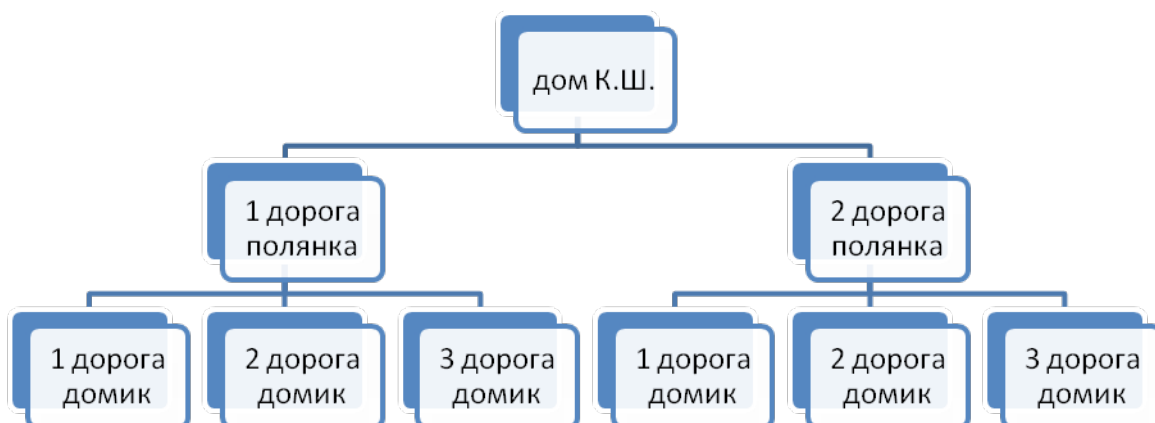 дом К.Ш.
1 дорога
полянка
2 дорога
полянка
1 дорога
домик
2 дорога
домик
3 дорога
домик
1 дорога
домик
2 дорога
домик
3 дорога
домик